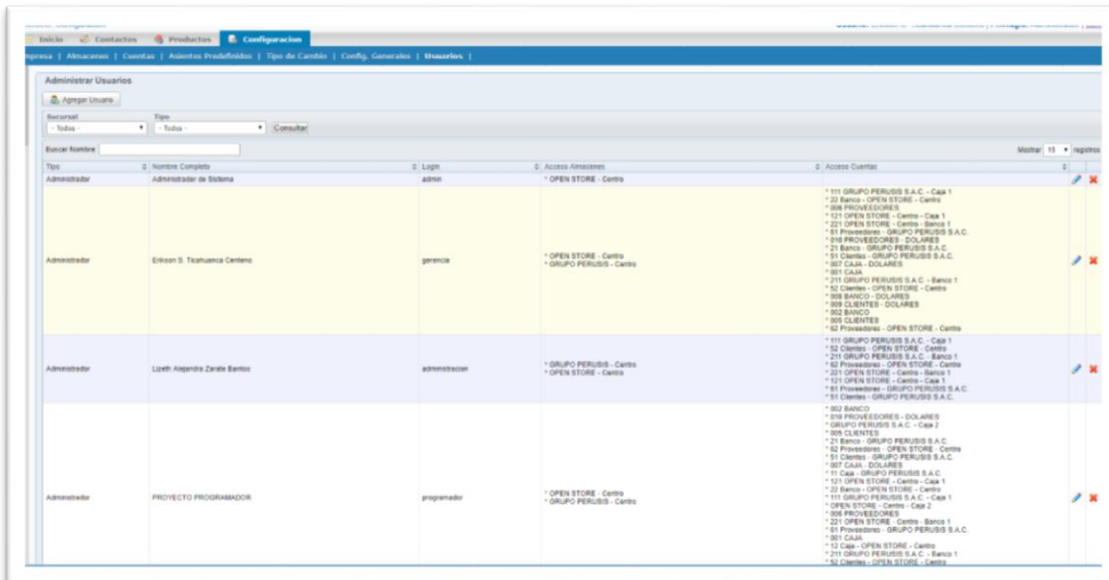 Inicio Contactos Productos Configuracion
mpresa | Almacenes | Cuentas | Asientos Predefinidos | Tipo de Cambio | Config. Generales | Usuarios |
Administrar Usuarios
Agregar Usuario
Sucursal Tipo
- Todos - - Todos - Consultar
Buscar Nombre Mostrar 15 registros
Tipo Nombre Completo Login Acceso Almacenes Acceso Cuentas
Administrador Administrador de Sistema admin * OPEN STORE - Centro
* 111 GRUPO PERUSIS S.A.C. - Caja 1
* 22 Banco - OPEN STORE - Centro
* 006 PROVEEDORES
* 121 OPEN STORE - Centro - Caja 1
* 221 OPEN STORE - Centro - Banco 1
* 61 Proveedores - GRUPO PERUSIS S.A.C.
* 010 PROVEEDORES - DOLARES
* 21 Banco - GRUPO PERUSIS S.A.C.
* 51 Clientes - GRUPO PERUSIS S.A.C.
Administrador Erikson S. Ticahuanca Centeno gerencia * OPEN STORE - Centro
* GRUPO PERUSIS - Centro
* 007 CAJA - DOLARES
* 001 CAJA
* 211 GRUPO PERUSIS S.A.C. - Banco 1
* 52 Clientes - OPEN STORE - Centro
* 008 BANCO - DOLARES
* 009 CLIENTES - DOLARES
* 002 BANCO
* 005 CLIENTES
* 62 Proveedores - OPEN STORE - Centro
* 111 GRUPO PERUSIS S.A.C. - Caja 1
* 52 Clientes - OPEN STORE - Centro
* 211 GRUPO PERUSIS S.A.C. - Banco 1
Administrador Lizeth Alejandra Zarate Barrios administracion * GRUPO PERUSIS - Centro
* OPEN STORE - Centro
* 62 Proveedores - OPEN STORE - Centro
* 221 OPEN STORE - Centro - Banco 1
* 121 OPEN STORE - Centro - Caja 1
* 61 Proveedores - GRUPO PERUSIS S.A.C.
* 51 Clientes - GRUPO PERUSIS S.A.C.
* 002 BANCO
* 010 PROVEEDORES - DOLARES
* GRUPO PERUSIS S.A.C. - Caja 2
* 005 CLIENTES
* 21 Banco - GRUPO PERUSIS S.A.C.
* 62 Proveedores - OPEN STORE - Centro
* 51 Clientes - GRUPO PERUSIS S.A.C.
* 007 CAJA - DOLARES
* 11 Caja - GRUPO PERUSIS S.A.C.
* 121 OPEN STORE - Centro - Caja 1
Administrador PROYECTO PROGRAMADOR programador * OPEN STORE - Centro
* GRUPO PERUSIS - Centro
* 22 Banco - OPEN STORE - Centro
* 111 GRUPO PERUSIS S.A.C. - Caja 1
* OPEN STORE - Centro - Caja 2
* 006 PROVEEDORES
* 221 OPEN STORE - Centro - Banco 1
* 61 Proveedores - GRUPO PERUSIS S.A.C.
* 001 CAJA
* 12 Caja - OPEN STORE - Centro
* 211 GRUPO PERUSIS S.A.C. - Banco 1
* 52 Clientes - OPEN STORE - Centro